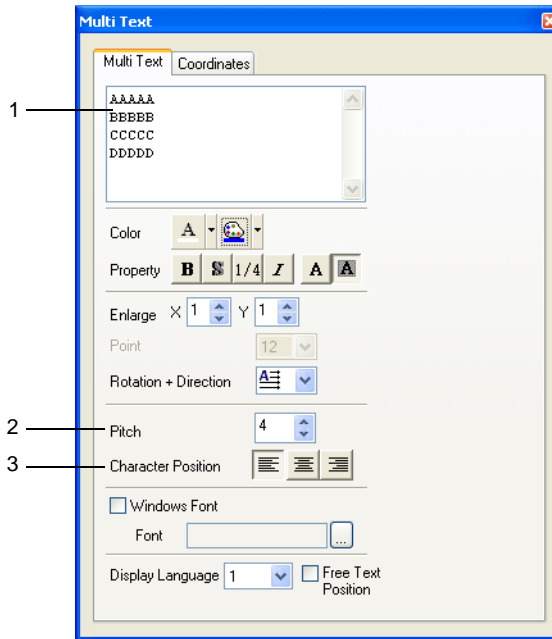 Multi Text
Multi Text Coordinates
1
AAAAA
BBBBB
CCCCC
DDDDD
Color A
Property B S 1/4 I A A
Enlarge X 1 Y 1
Point 12
Rotation + Direction A
2 Pitch 4
3 Character Position
Windows Font
Font ...
Display Language 1 Free Text
Position